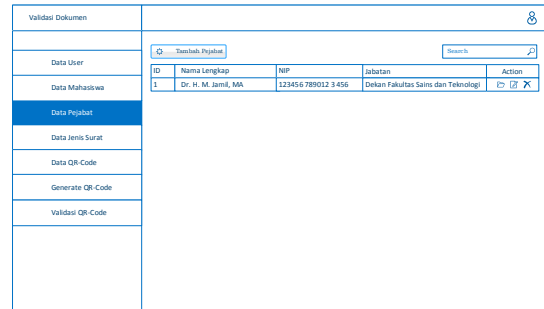 Validasi Dokumen
Data User
Data Mahasiswa
Data Pejabat
Data Jenis Surat
Data QR-Code
Generate QR-Code
Validasi QR-Code
Tambah Pejabat
Search
ID Nama Lengkap NIP Jabatan Action
1 Dr. H. M. Jamil, MA 123456 789012 3 456 Dekan Fakultas Sains dan Teknologi